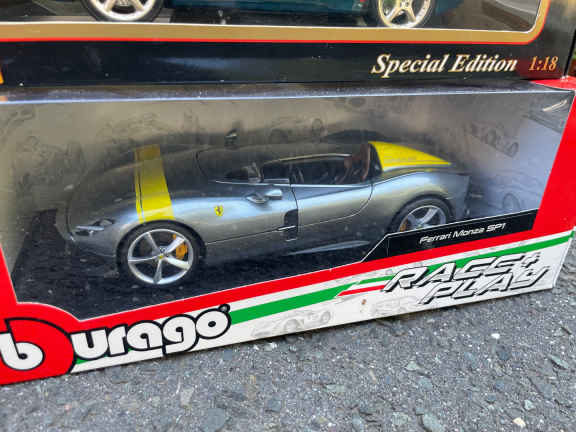 Special Edition 1:18
Ferrari Monza SP1
RACE+
PLAY
Burago